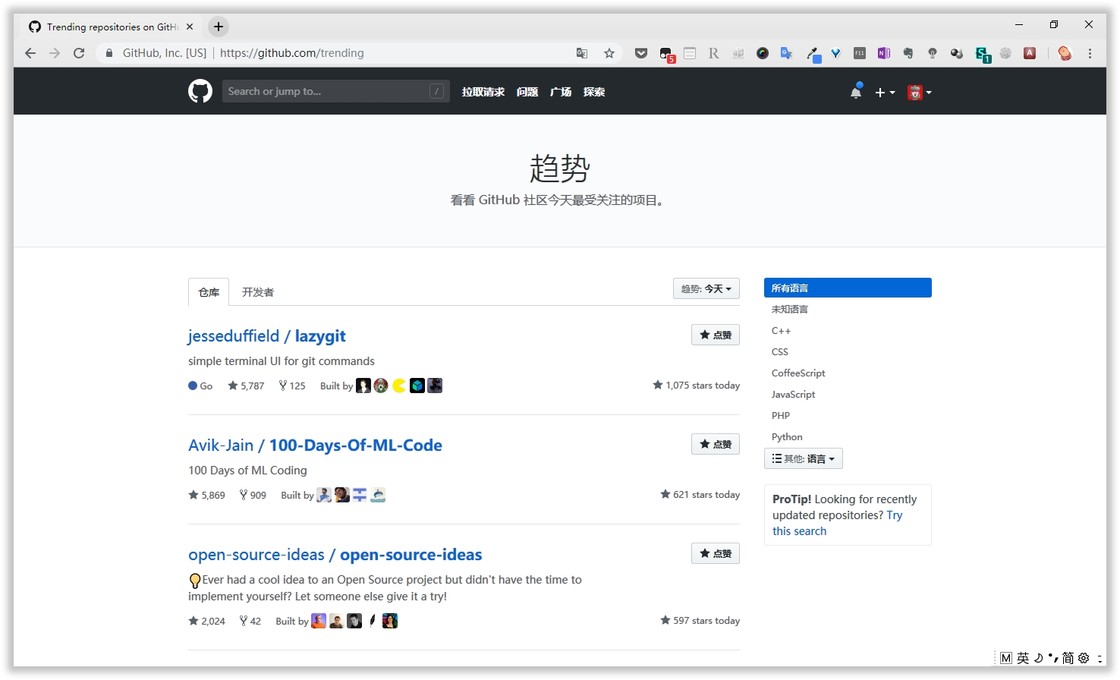 Trending repositories on GitHu
GitHub, Inc. [US] | https://github.com/trending
5
1
Search or jump to... /
拉取请求 问题 广场 探索
趋势
看看 GitHub 社区今天最受关注的项目。
仓库 开发者
趋势: 今天
jesseduffield / lazygit
点赞
simple terminal UI for git commands
Go 5,787 125 Built by
1,075 stars today
Avik-Jain / 100-Days-Of-ML-Code
点赞
100 Days of ML Coding
5,869 909 Built by
621 stars today
open-source-ideas / open-source-ideas
点赞
Ever had a cool idea to an Open Source project but didn't have the time to
implement yourself? Let someone else give it a try!
2,024 42 Built by
597 stars today
所有语言
未知语言
C++
CSS
CoffeeScript
JavaScript
PHP
Python
其他: 语言
ProTip! Looking for recently
updated repositories? Try
this search
M 英 简